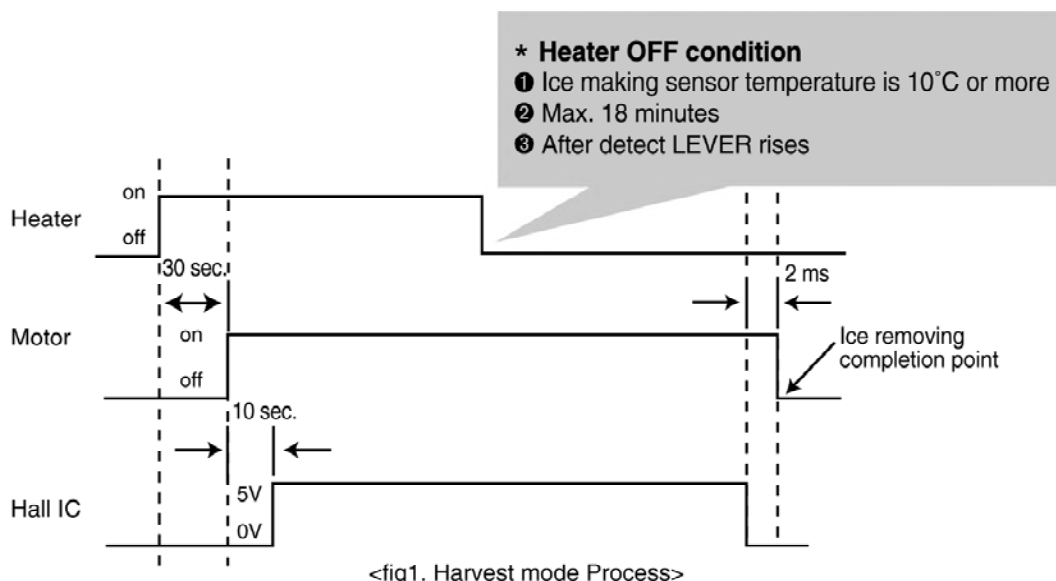 * Heater OFF condition
❶ Ice making sensor temperature is 10°C or more
❷ Max. 18 minutes
❸ After detect LEVER rises
on
Heater
off
30 sec.
2 ms
Motor
on
off
Ice removing
completion point
10 sec.
5V
Hall IC
0V
<fig1. Harvest mode Process>